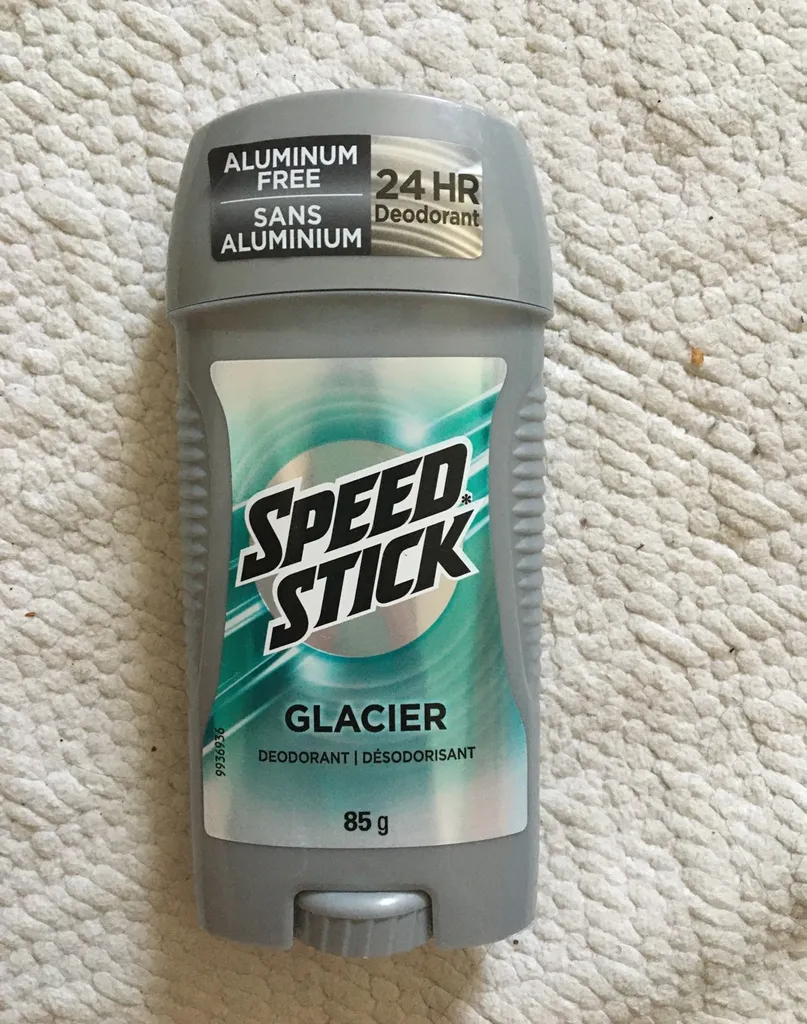 ALUMINUM
FREE
SANS
ALUMINIUM
24 HR
Deodorant
SPEED
STICK*
GLACIER
DEODORANT | DÉSODORISANT
9936936
85 g